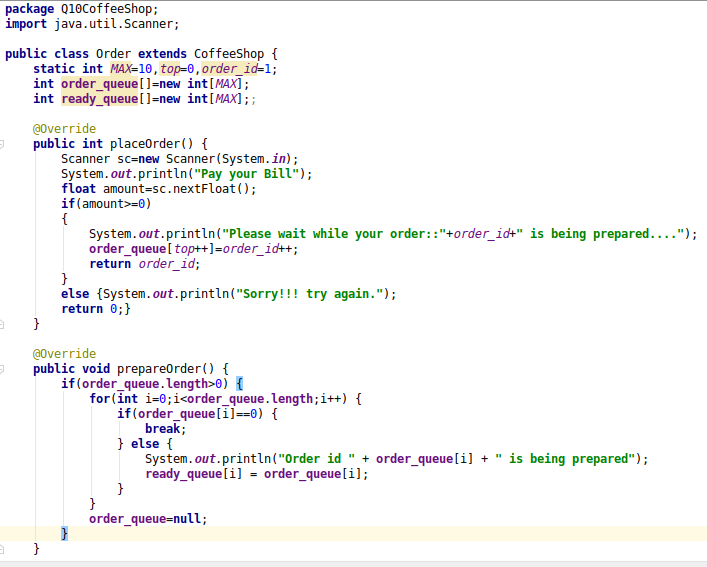 package Q10CoffeeShop;
import java.util.Scanner;

public class Order extends CoffeeShop {
    static int MAX=10,top=0,order_id=1;
    int order_queue[]=new int[MAX];
    int ready_queue[]=new int[MAX];;

    @Override
    public int placeOrder() {
        Scanner sc=new Scanner(System.in);
        System.out.println("Pay your Bill");
        float amount=sc.nextFloat();
        if(amount>=0)
        {
            System.out.println("Please wait while your order::"+order_id+" is being prepared....");
            order_queue[top++]=order_id++;
            return order_id;
        }
        else {System.out.println("Sorry!!! try again.");
        return 0;}
    }

    @Override
    public void prepareOrder() {
        if(order_queue.length>0) {
            for(int i=0;i<order_queue.length;i++) {
                if(order_queue[i]==0) {
                    break;
                } else {
                    System.out.println("Order id " + order_queue[i] + " is being prepared");
                    ready_queue[i] = order_queue[i];
                }
            }
            order_queue=null;
        }
    }